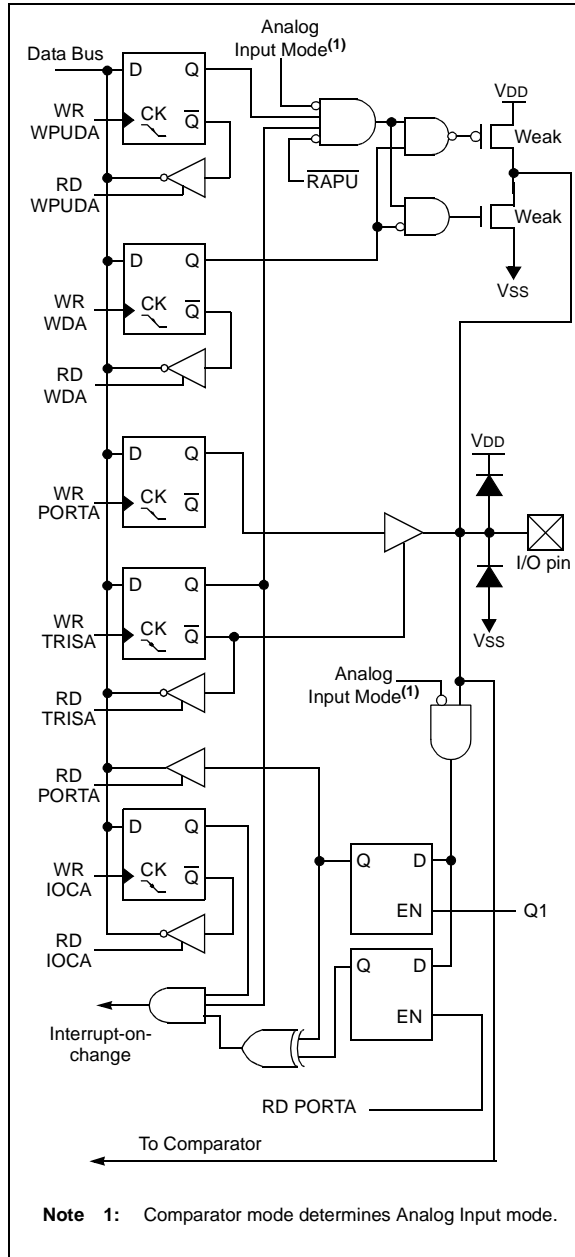 Analog
Input Mode(1)
Data Bus
D Q
WR
WPUDA
CK Q
RD
WPUDA
RAPU
VDD
Weak
Weak
VSS
D Q
WR
WDA
CK Q
RD
WDA
D Q
WR
PORTA
CK Q
VDD
I/O pin
VSS
D Q
WR
TRISA
CK Q
RD
TRISA
Analog
Input Mode(1)
RD
PORTA
D Q
WR
IOCA
CK Q
RD
IOCA
Q D
EN
Q1
Q D
EN
Interrupt-on-
change
RD PORTA
To Comparator
Note 1: Comparator mode determines Analog Input mode.